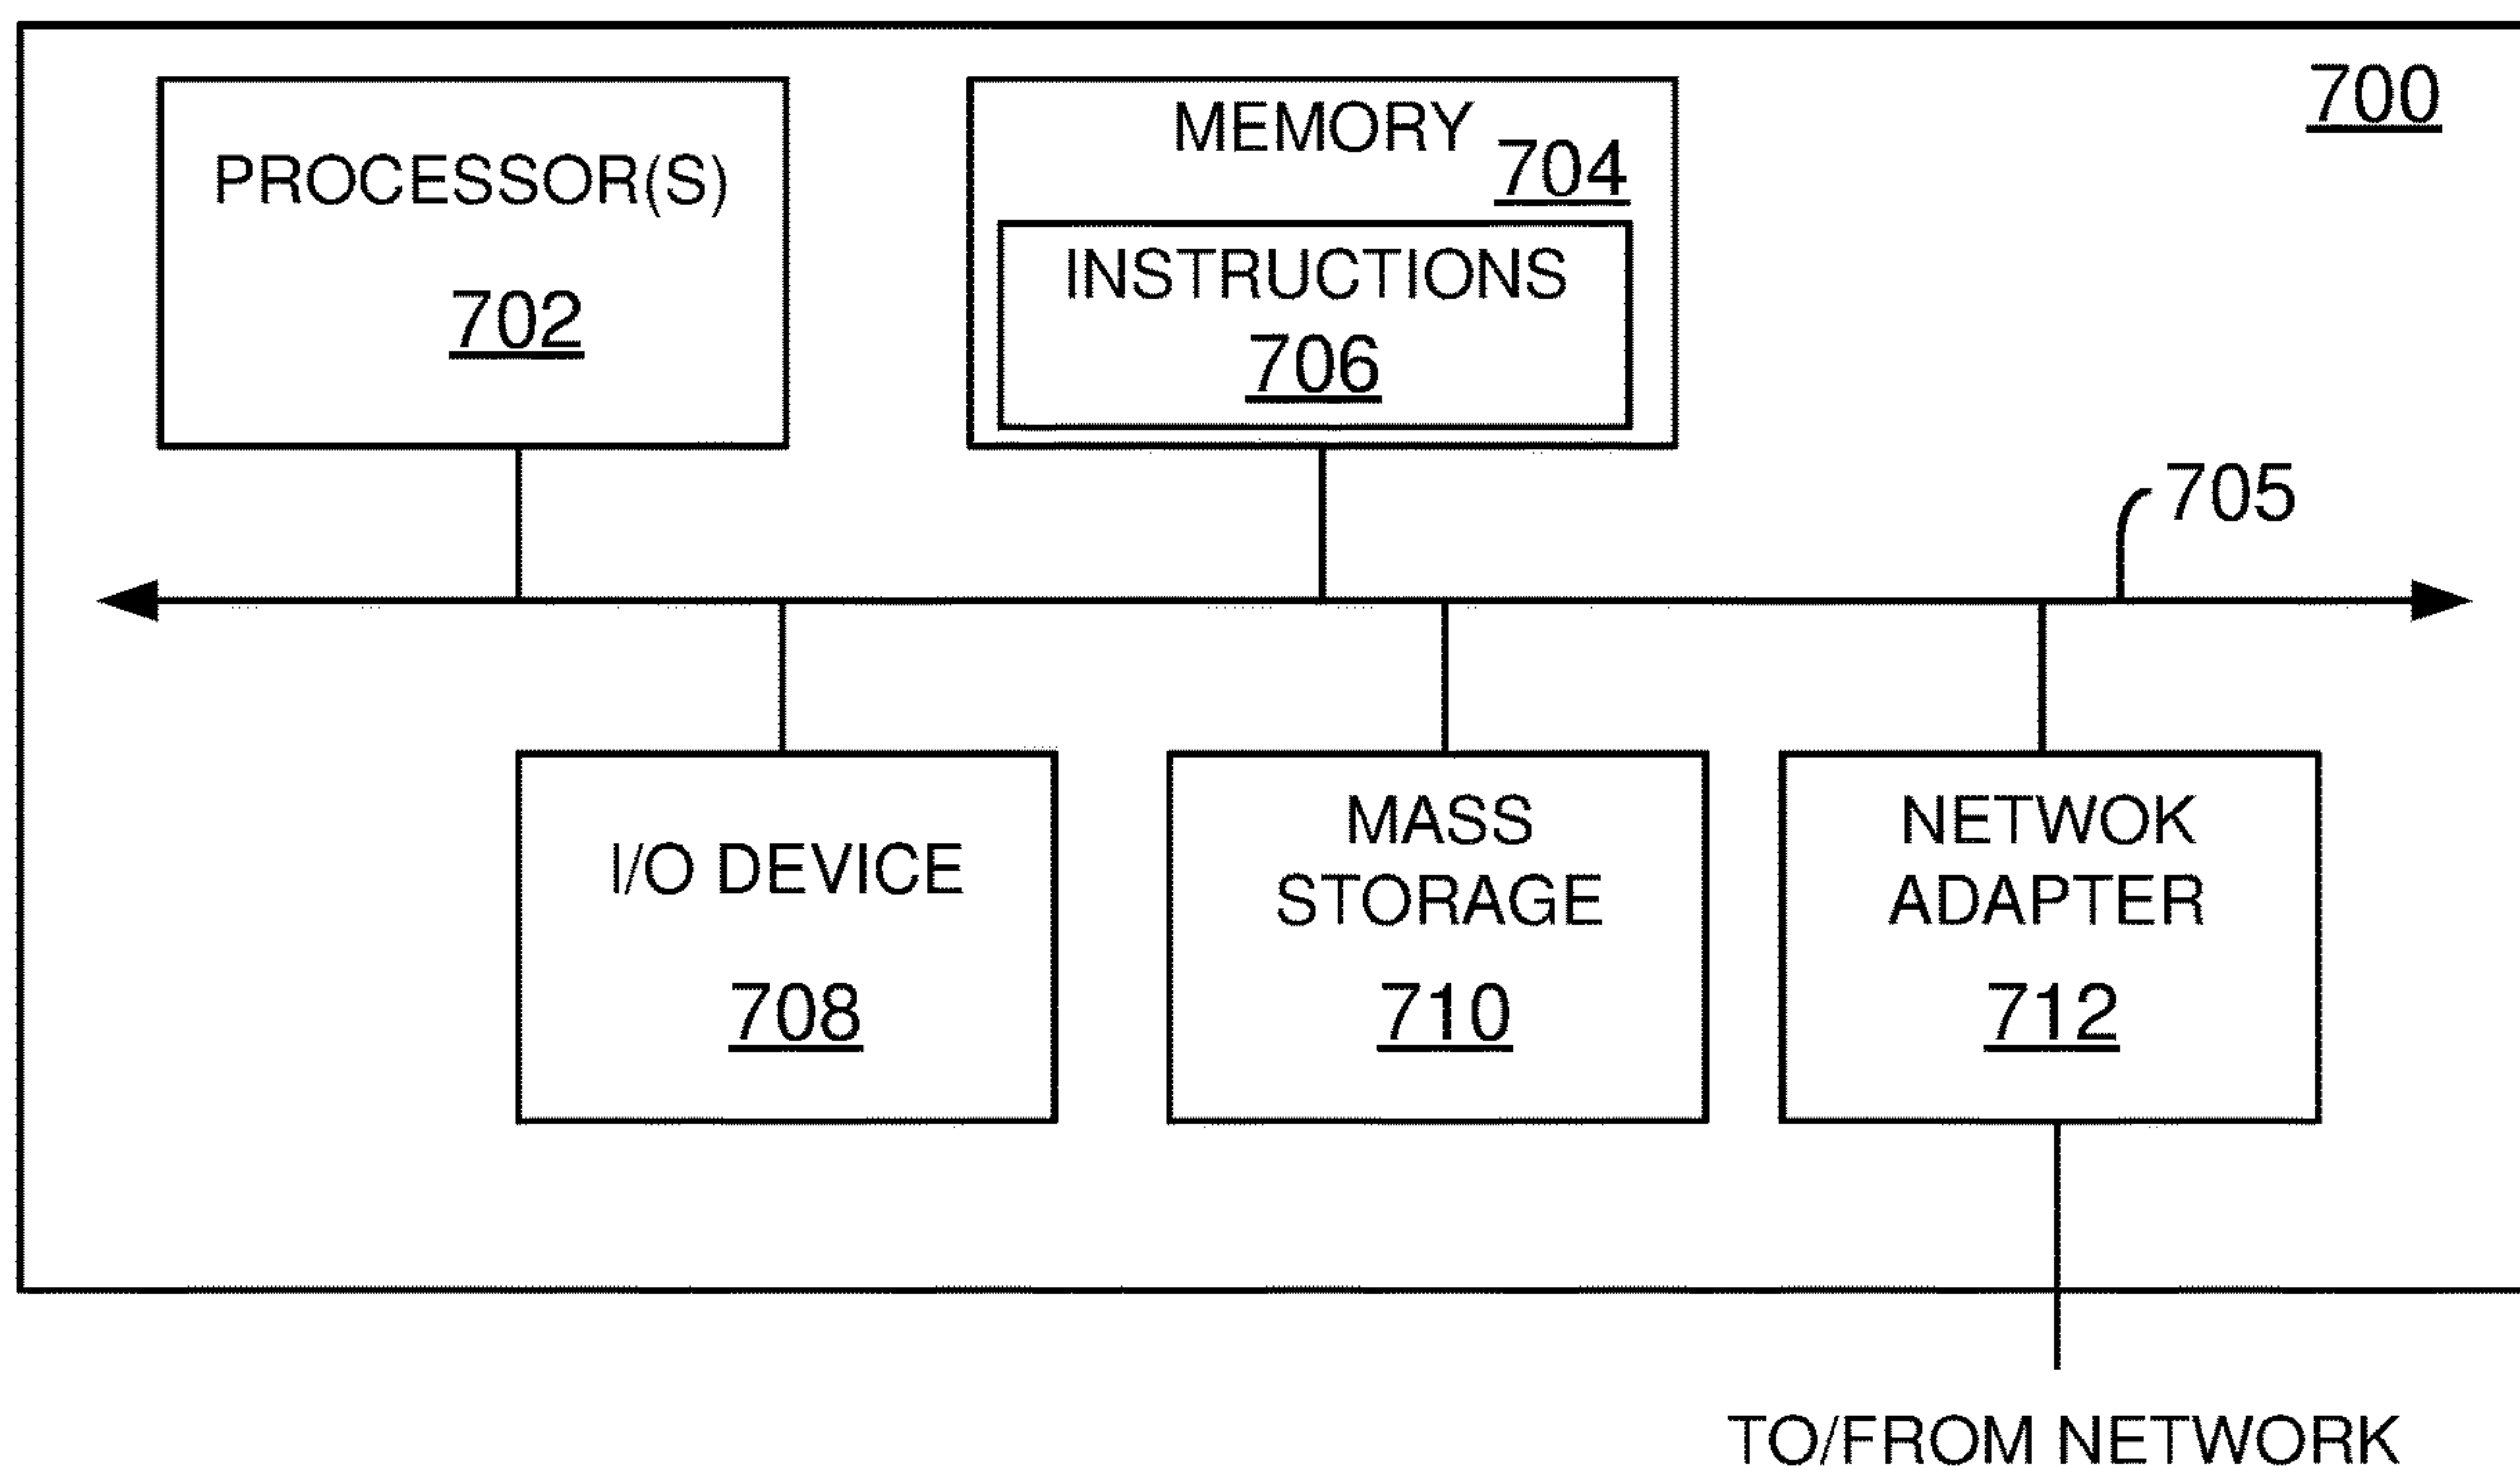 700
PROCESSOR(S)
702
MEMORY
704
INSTRUCTIONS
706
705
I/O DEVICE
708
MASS
STORAGE
710
NETWOK
ADAPTER
712
TO/FROM NETWORK